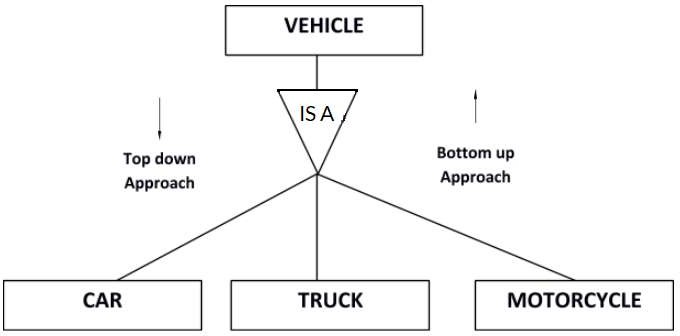 VEHICLE
IS A
Top down
Approach
Bottom up
Approach
CAR
TRUCK
MOTORCYCLE